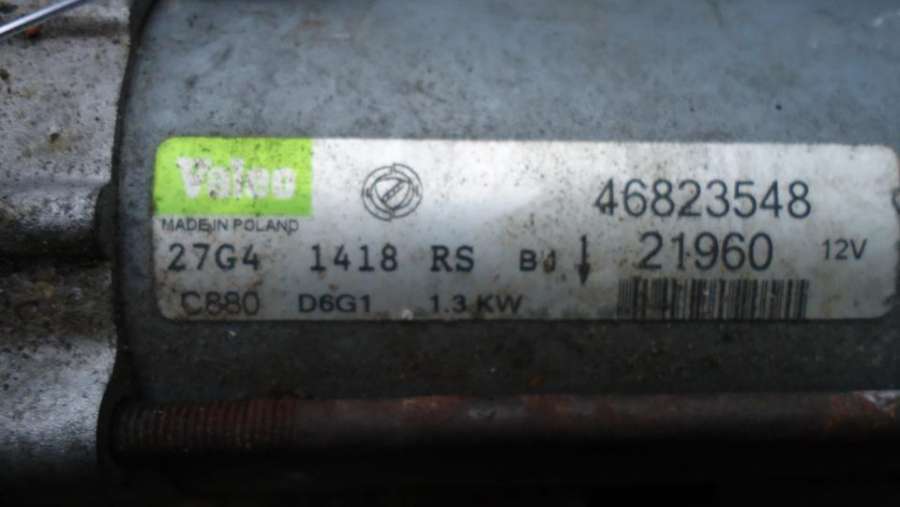 Valeo
MADE IN POLAND
46823548
21960 12V
27G4 1418 RS
C880 D6G1 1.3 KW